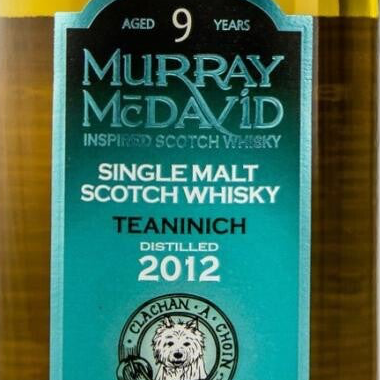 AGED 9 YEARS
MURRAY
McDAVID
INSPIRED SCOTCH WHISKY
SINGLE MALT
SCOTCH WHISKY
TEANINICH
DISTILLED
2012
CLACHAN · A · CHOIN